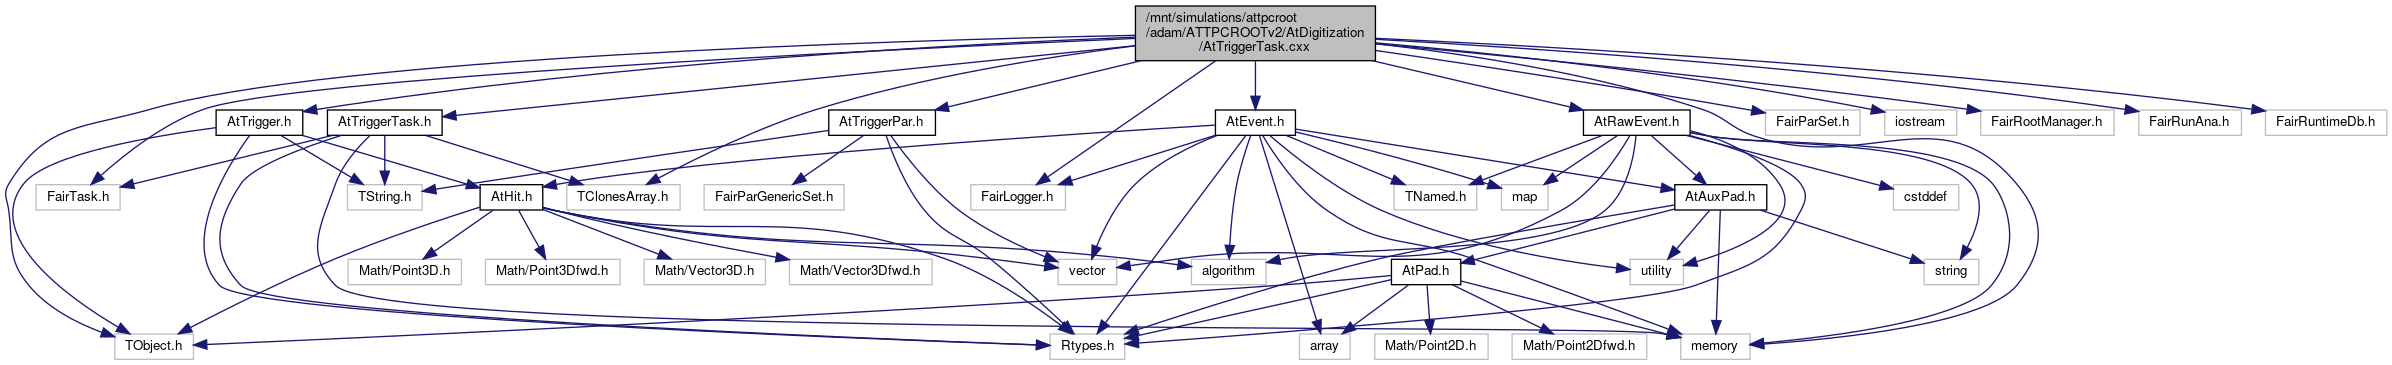 /mnt/simulations/attpcroot
/adam/ATTPCROOTv2/AtDigitization
/AtTriggerTask.cxx
AtTrigger.h
AtTriggerTask.h
AtTriggerPar.h
AtEvent.h
AtRawEvent.h
FairParSet.h
iostream
FairRootManager.h
FairRunAna.h
FairRuntimeDb.h
FairTask.h
TString.h
AtHit.h
TClonesArray.h
FairParGenericSet.h
FairLogger.h
TNamed.h
map
AtAuxPad.h
cstddef
Math/Point3D.h
Math/Point3Dfwd.h
Math/Vector3D.h
Math/Vector3Dfwd.h
vector
algorithm
AtPad.h
utility
string
TObject.h
Rtypes.h
array
Math/Point2D.h
Math/Point2Dfwd.h
memory